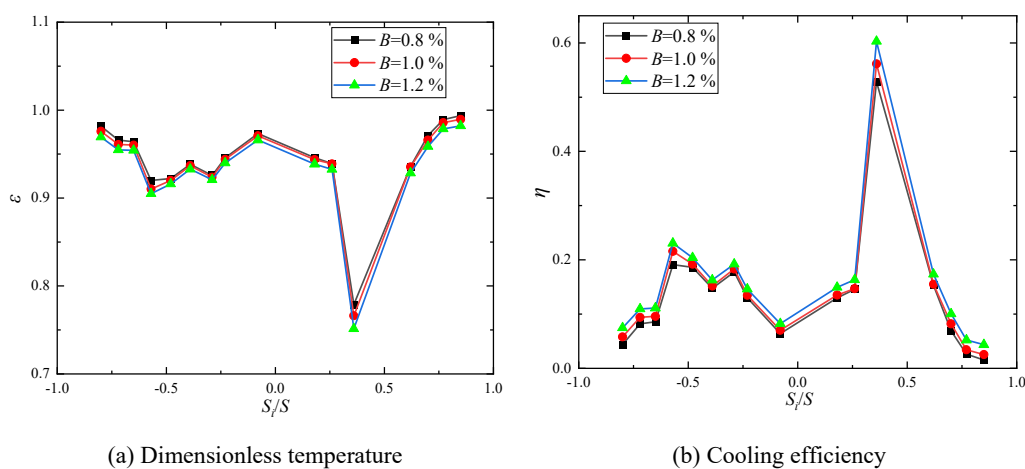 1.1
1.0
0.9
0.8
0.7
ε
B=0.8 %
B=1.0 %
B=1.2 %
-1.0 -0.5 0.0 0.5 1.0
Si/S
(a) Dimensionless temperature
0.6
0.4
0.2
0.0
η
B=0.8 %
B=1.0 %
B=1.2 %
-1.0 -0.5 0.0 0.5 1.0
Si/S
(b) Cooling efficiency